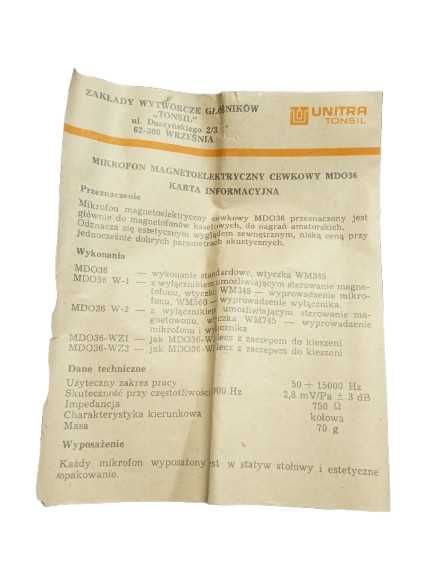 ZAKŁADY WYTWÓRCZE GŁOŚNIKÓW
„TONSIL"
ul. Daszyńskiego 2/3
62-300 WRZEŚNIA
UNITRA
TONSIL
MIKROFON MAGNETOELEKTRYCZNY CEWKOWY MDO36
KARTA INFORMACYJNA
Przeznaczenie
Mikrofon magnetoelektryczny cewkowy MDO36 przeznaczony jest
głównie do magnetofonów kasetowych, do nagrań amatorskich.
Odznacza się estetycznym wyglądem zewnętrznym, niską ceną przy
jednocześnie dobrych parametrach akustycznych.
Wykonania
MDO36 — wykonanie standardowe, wtyczka WM345
MDO36 W-1 — z wyłącznikiem umożliwiającym sterowanie magne-
tofonu, wtyczki WM345 — wyprowadzenie mikro-
fonu, WM560 — wyprowadzenie wyłącznika.
MDO36 W-2 — z wyłącznikiem umożliwiającym sterowanie ma-
gnetofonu, wtyczka WM745 — wyprowadzenie
mikrofonu i wyłącznika
MDO36-WZ1 — jak MDO36-W lecz z zaczepem do kieszeni
MDO36-WZ2 — jak MDO36-W lecz z zaczepem do kieszeni
Dane techniczne
Użyteczny zakres pracy 50 ÷ 15000 Hz
Skuteczność przy częstotliwości 000 Hz 2,8 mV/Pa ± 3 dB
Impedancja 750 Ω
Charakterystyka kierunkowa kołowa
Masa 70 g
Wyposażenie
Każdy mikrofon wyposażony st w statyw stołowy i estetyczne
opakowanie.